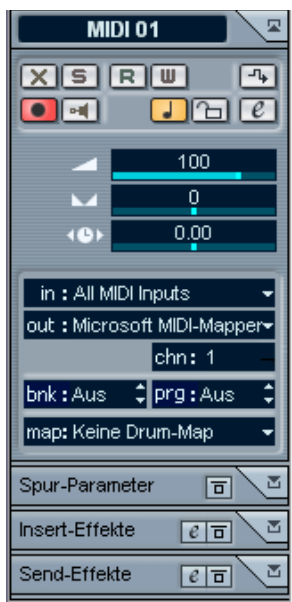 MIDI 01
X S R W
e
100
0
0.00
in : All MIDI Inputs
out : Microsoft MIDI-Mapper
chn: 1
bnk : Aus prg : Aus
map: Keine Drum-Map
Spur-Parameter
Insert-Effekte e
Send-Effekte e